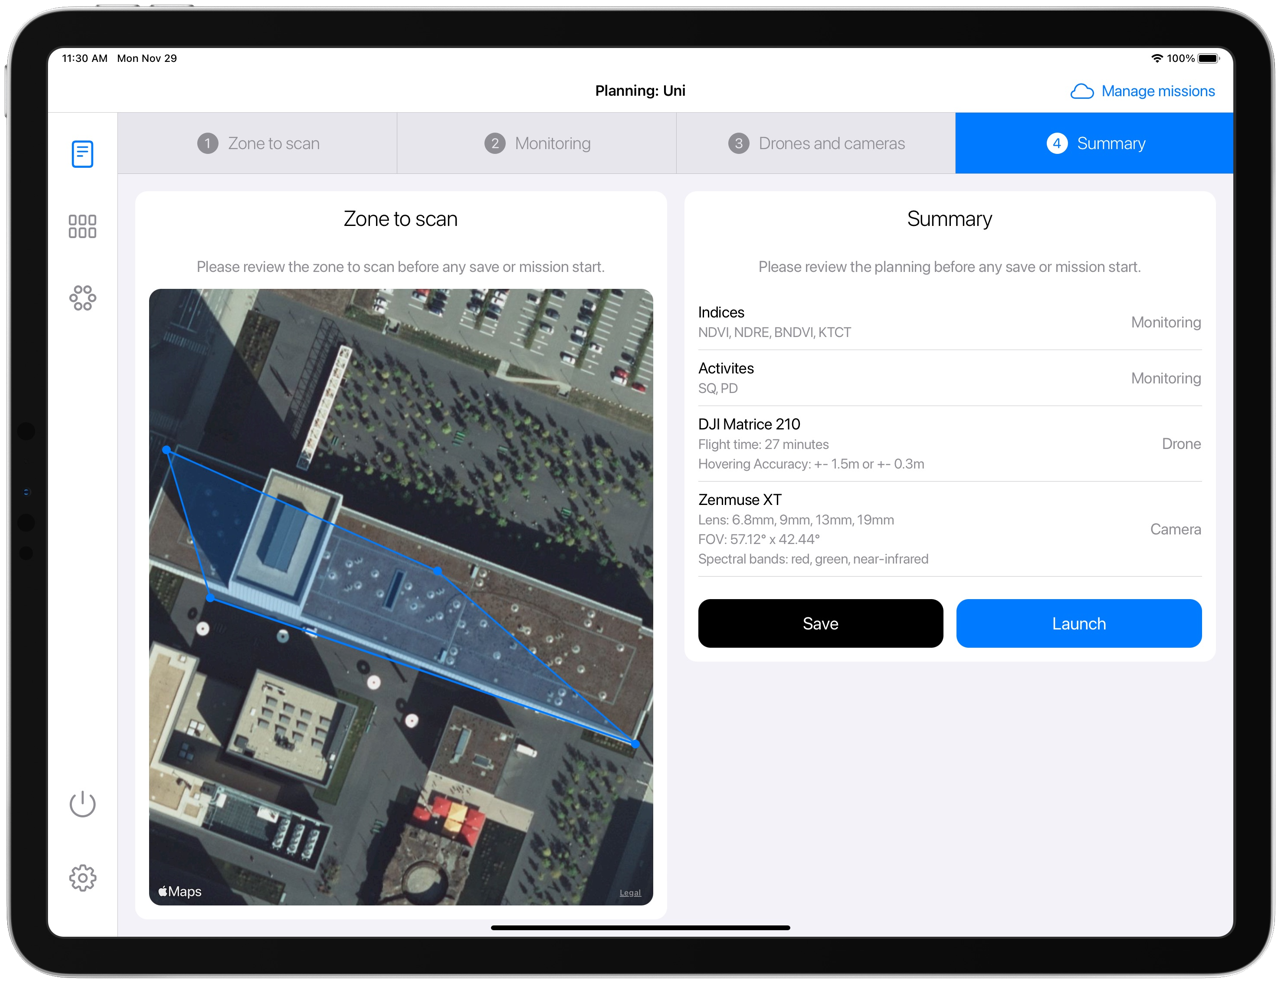 11:30 AM Mon Nov 29
100%
Planning: Uni
Manage missions
1 Zone to scan
2 Monitoring
3 Drones and cameras
4 Summary
Zone to scan
Please review the zone to scan before any save or mission start.
Maps
Legal
Summary
Please review the planning before any save or mission start.
Indices
NDVI, NDRE, BNDVI, KTCT
Monitoring
Activites
SQ, PD
Monitoring
DJI Matrice 210
Flight time: 27 minutes
Hovering Accuracy: +- 1.5m or +- 0.3m
Drone
Zenmuse XT
Lens: 6.8mm, 9mm, 13mm, 19mm
FOV: 57.12° x 42.44°
Spectral bands: red, green, near-infrared
Camera
Save
Launch